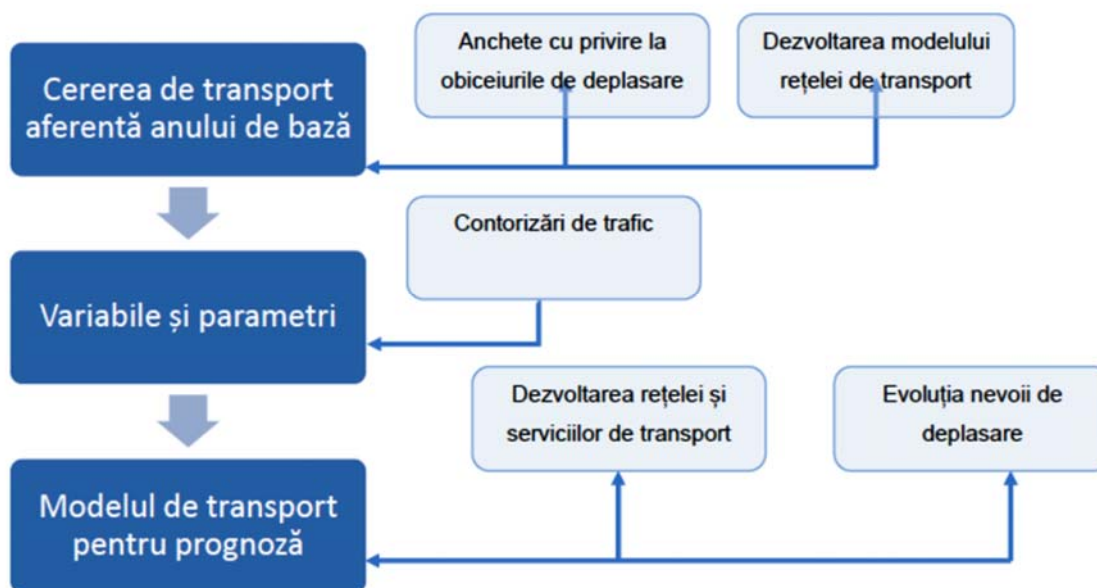 Cererea de transport
aferentă anului de bază
Anchete cu privire la
obiceiurile de deplasare
Dezvoltarea modelului
rețelei de transport
Variabile și parametri
Contorizări de trafic
Modelul de transport
pentru prognoză
Dezvoltarea rețelei și
serviciilor de transport
Evoluția nevoii de
deplasare